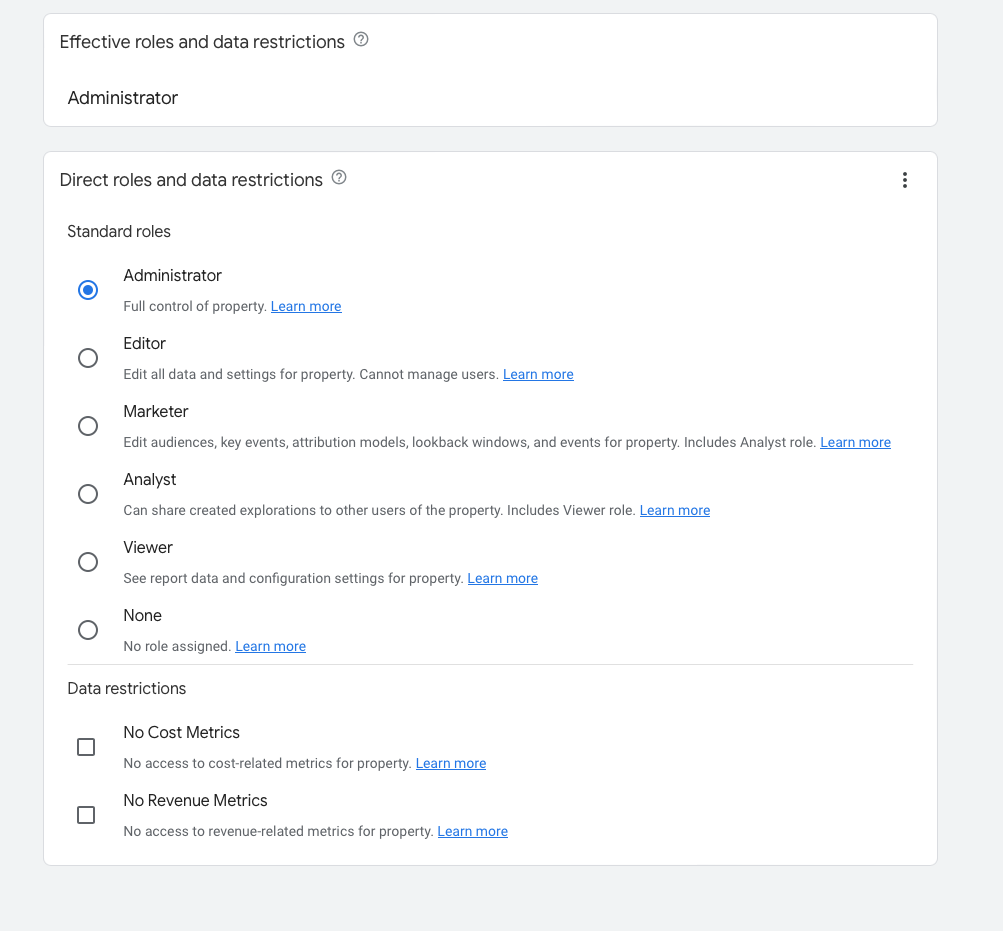 Effective roles and data restrictions
Administrator
Direct roles and data restrictions
Standard roles
Administrator
Full control of property. Learn more
Editor
Edit all data and settings for property. Cannot manage users. Learn more
Marketer
Edit audiences, key events, attribution models, lookback windows, and events for property. Includes Analyst role. Learn more
Analyst
Can share created explorations to other users of the property. Includes Viewer role. Learn more
Viewer
See report data and configuration settings for property. Learn more
None
No role assigned. Learn more
Data restrictions
No Cost Metrics
No access to cost-related metrics for property. Learn more
No Revenue Metrics
No access to revenue-related metrics for property. Learn more